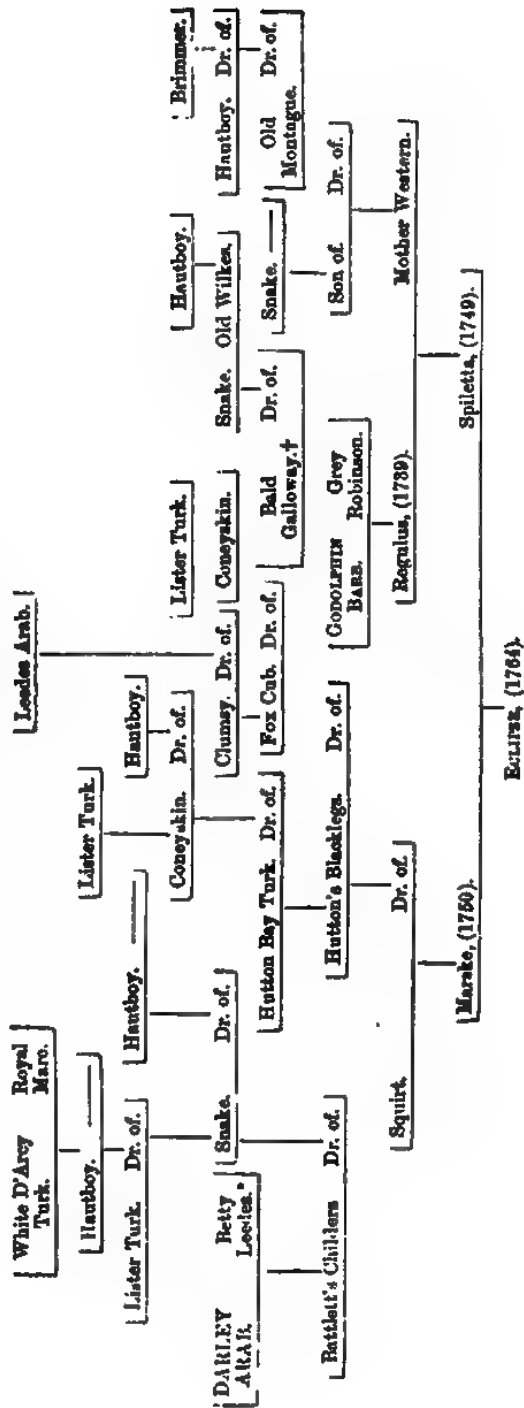 White D'Arcy Turk. Royal Mare. Leedes Arab.
Hautboy. Lister Turk.
Lister Turk. Dr. of. Hautboy. Hautboy.
Coneyskin. Dr. of. Lister Turk. Hautboy. Brimmer.
DARLEY ARAB. Betty Leedes.* Snake. Dr. of. Clumsy. Dr. of. Coneyskin. Snake. Old Wilkes. Hautboy. Dr. of.
Hutton Bay Turk. Dr. of. Fox Cub. Dr. of. Bald Galloway.† Dr. of. Snake. Old Montague. Dr. of.
Bartlett's Childers Dr. of. Hutton's Blacklegs. Dr. of. GODOLPHIN BARB. Grey Robinson. Son of. Dr. of.
Squirt. Dr. of. Regulus, (1739). Mother Western.
Marske, (1750). Spiletta, (1749).
ECLIPSE, (1764).